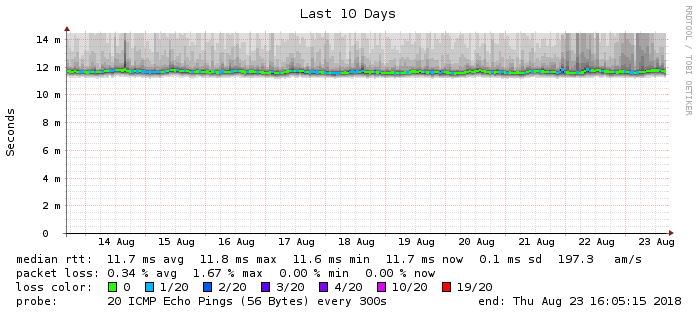 Last 10 Days
RRDTOOL / TOBI OETIKER
Seconds
14 m
12 m
10 m
8 m
6 m
4 m
2 m
0
14 Aug 15 Aug 16 Aug 17 Aug 18 Aug 19 Aug 20 Aug 21 Aug 22 Aug 23 Aug
median rtt: 11.7 ms avg 11.8 ms max 11.6 ms min 11.7 ms now 0.1 ms sd 197.3 am/s
packet loss: 0.34 % avg 1.67 % max 0.00 % min 0.00 % now
loss color: 0 1/20 2/20 3/20 4/20 10/20 19/20
probe: 20 ICMP Echo Pings (56 Bytes) every 300s end: Thu Aug 23 16:05:15 2018